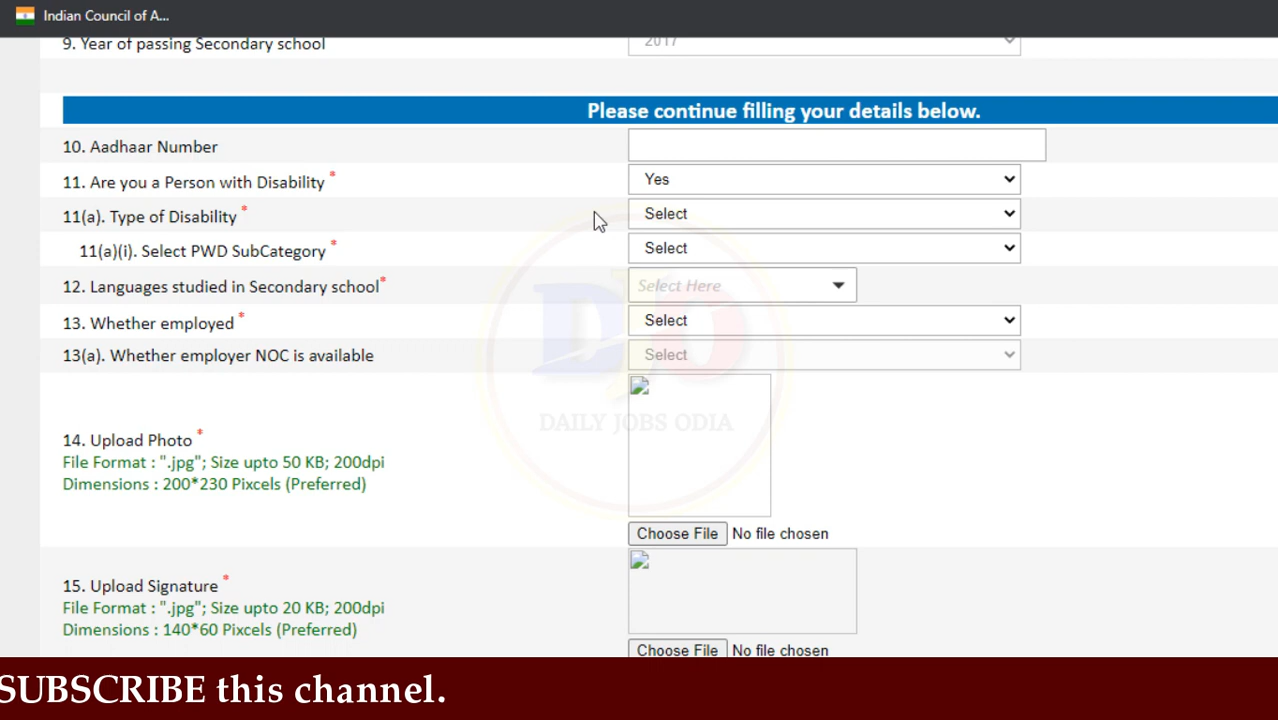 Indian Council of A...
9. Year of passing Secondary school
2017
Please continue filling your details below.
10. Aadhaar Number
11. Are you a Person with Disability *
Yes
11(a). Type of Disability *
Select
11(a)(i). Select PWD SubCategory *
Select
12. Languages studied in Secondary school*
Select Here
13. Whether employed *
Select
13(a). Whether employer NOC is available
Select
DJO
DAILY JOBS ODIA
14. Upload Photo *
File Format : ".jpg"; Size upto 50 KB; 200dpi
Dimensions : 200*230 Pixcels (Preferred)
Choose File No file chosen
15. Upload Signature *
File Format : ".jpg"; Size upto 20 KB; 200dpi
Dimensions : 140*60 Pixcels (Preferred)
Choose File No file chosen
SUBSCRIBE this channel.